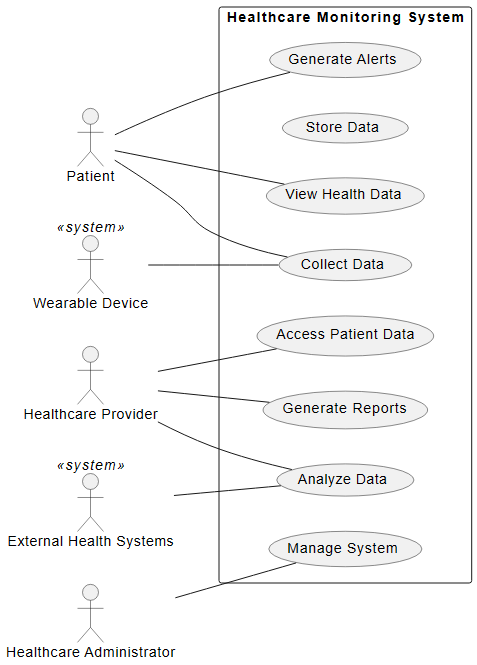 Healthcare Monitoring System
Generate Alerts
Store Data
Patient
View Health Data
«system»
Collect Data
Wearable Device
Access Patient Data
Healthcare Provider
Generate Reports
«system»
Analyze Data
External Health Systems
Manage System
Healthcare Administrator